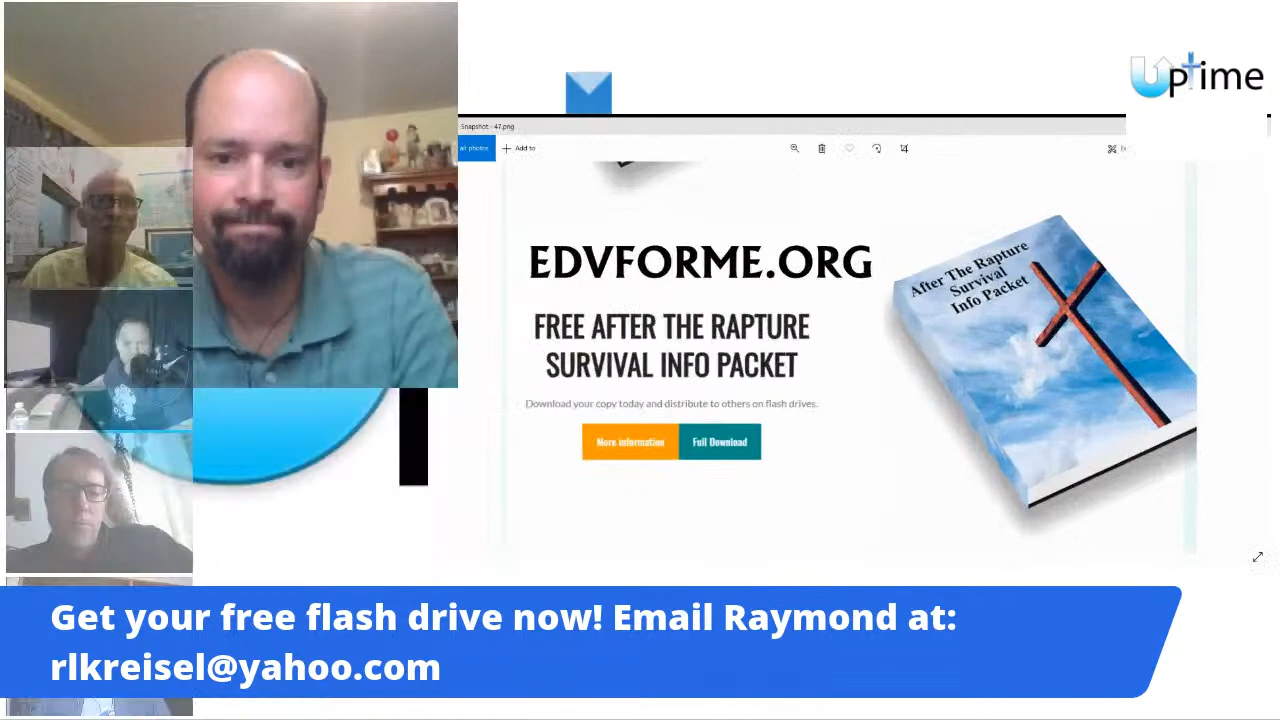 Uptime
Snapshot - 47.png
all photos
Add to
EDVFORME.ORG
FREE AFTER THE RAPTURE
SURVIVAL INFO PACKET
Download your copy today and distribute to others on flash drives.
More information
Full Download
After The Rapture
Survival
Info Packet
Get your free flash drive now! Email Raymond at:
rlkreisel@yahoo.com